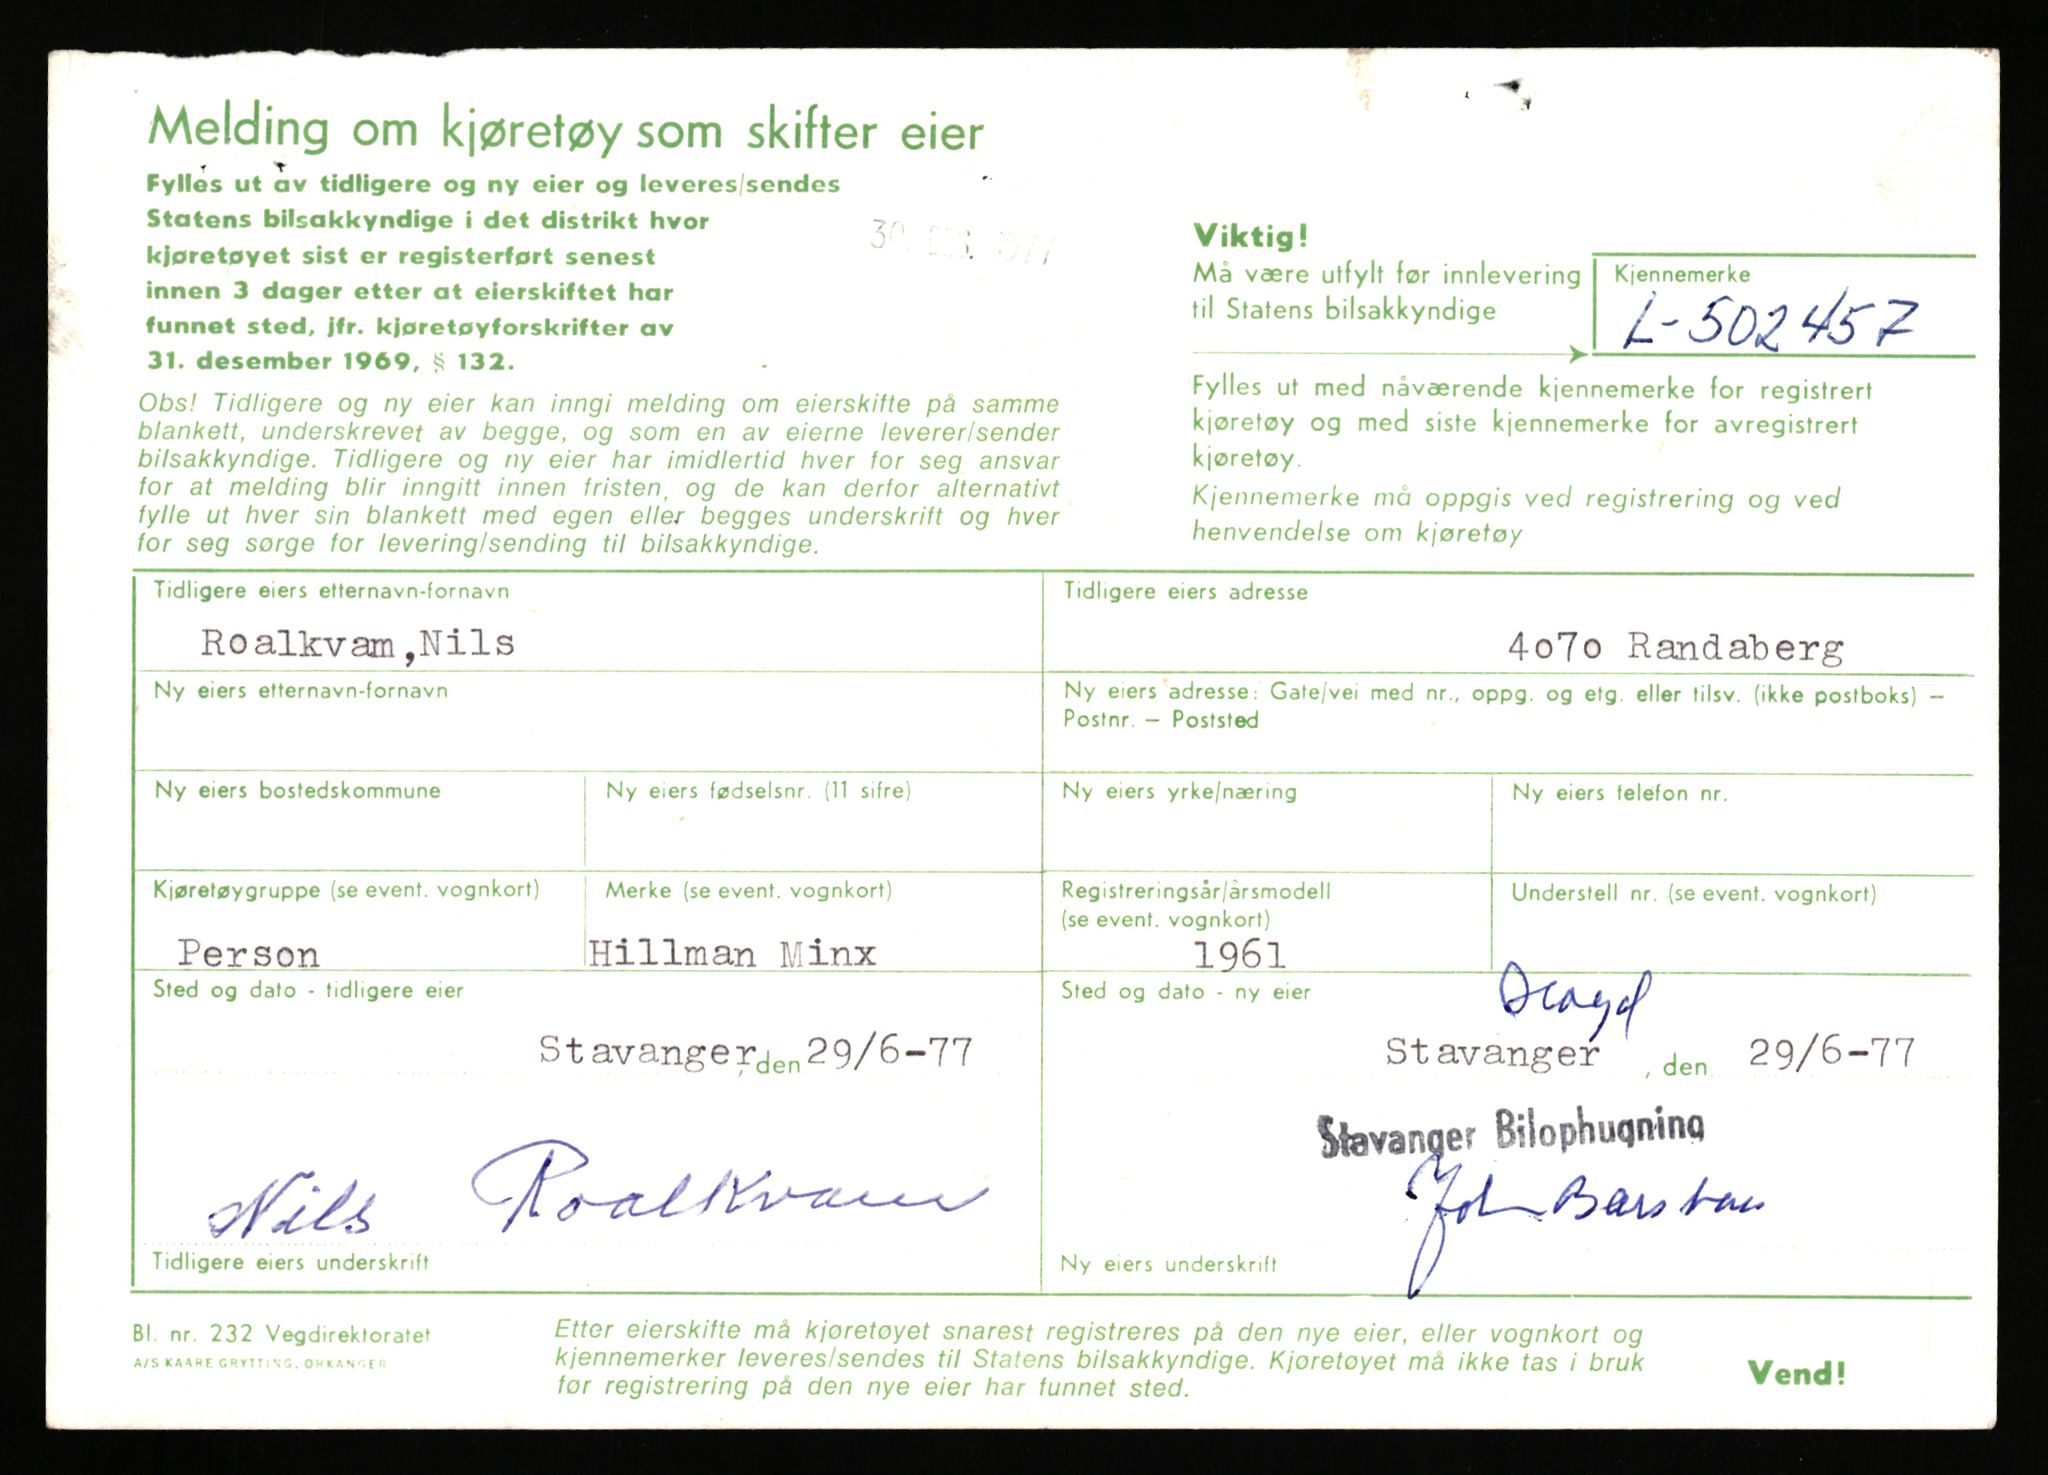 Melding om kjøretøy som skifter eier
Fylles ut av tidligere og ny eier og leveres/sendes
Statens bilsakkyndige i det distrikt hvor
kjøretøyet sist er registerført senest
innen 3 dager etter at eierskiftet har
funnet sted, jfr. kjøretøyforskrifter av
31. desember 1969, § 132.
30. DES. 1977
Obs! Tidligere og ny eier kan inngi melding om eierskifte på samme
blankett, underskrevet av begge, og som en av eierne leverer/sender
bilsakkyndige. Tidligere og ny eier har imidlertid hver for seg ansvar
for at melding blir inngitt innen fristen, og de kan derfor alternativt
fylle ut hver sin blankett med egen eller begges underskrift og hver
for seg sørge for levering/sending til bilsakkyndige.
Viktig!
Må være utfylt før innlevering
til Statens bilsakkyndige
Kjennemerke
L-502457
Fylles ut med nåværende kjennemerke for registrert
kjøretøy og med siste kjennemerke for avregistrert
kjøretøy.
Kjennemerke må oppgis ved registrering og ved
henvendelse om kjøretøy
Tidligere eiers etternavn-fornavn
Roalkvam,Nils
Tidligere eiers adresse
4070 Randaberg
Ny eiers etternavn-fornavn
Ny eiers adresse: Gate/vei med nr., oppg. og etg. eller tilsv. (ikke postboks) –
Postnr. – Poststed
Ny eiers bostedskommune
Ny eiers fødselsnr. (11 sifre)
Ny eiers yrke/næring
Ny eiers telefon nr.
Kjøretøygruppe (se event. vognkort)
Person
Merke (se event. vognkort)
Hillman Minx
Registreringsår/årsmodell
(se event. vognkort)
1961
Understell nr. (se event. vognkort)
Sted og dato - tidligere eier
Stavanger, den 29/6-77
Sted og dato - ny eier
Stavanger , den 29/6-77
Stavanger Bilophugning
Nils Roalkvam
John
Tidligere eiers underskrift
Ny eiers underskrift
Bl. nr. 232 Vegdirektoratet
A/S KAARE GRYTTING, ORKANGER
Etter eierskifte må kjøretøyet snarest registreres på den nye eier, eller vognkort og
kjennemerker leveres/sendes til Statens bilsakkyndige. Kjøretøyet må ikke tas i bruk
før registrering på den nye eier har funnet sted.
Vend!